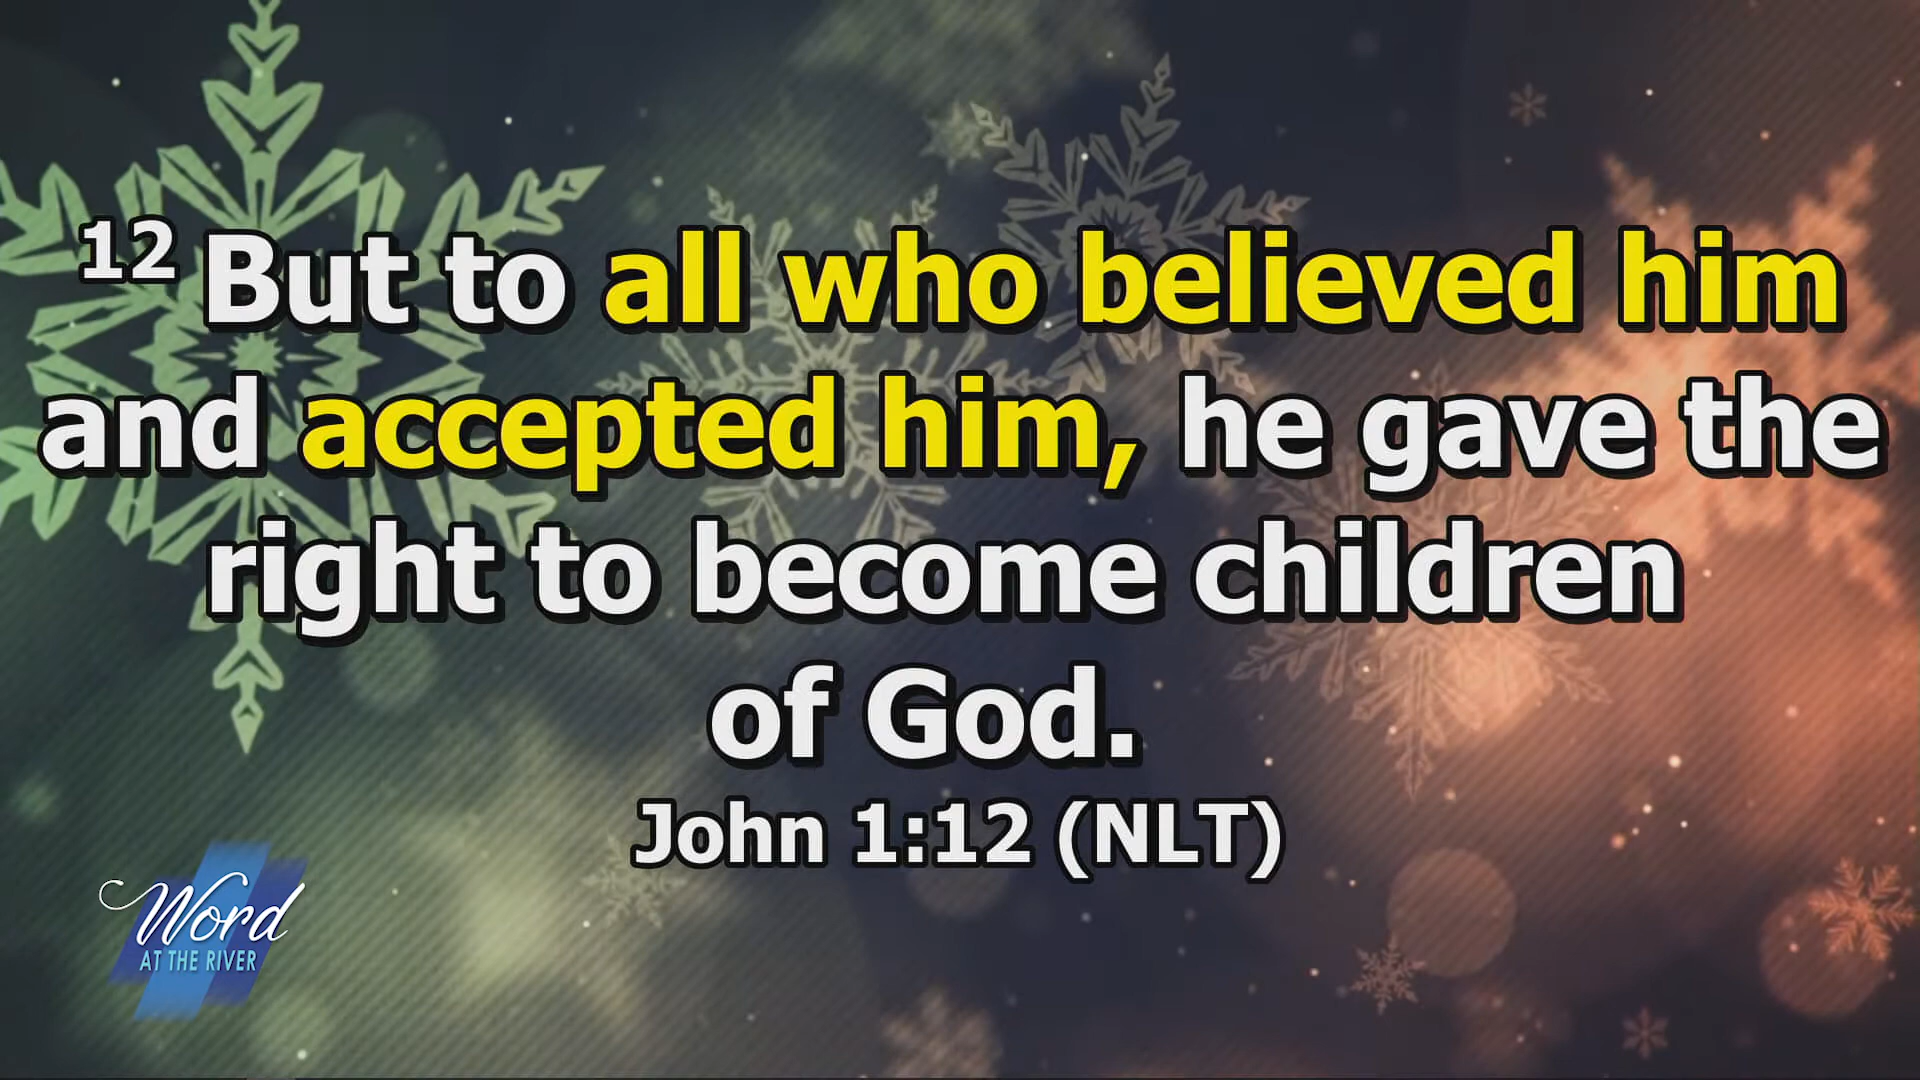 12 But to all who believed him
and accepted him, he gave the
right to become children
of God.
John 1:12 (NLT)
Word
AT THE RIVER